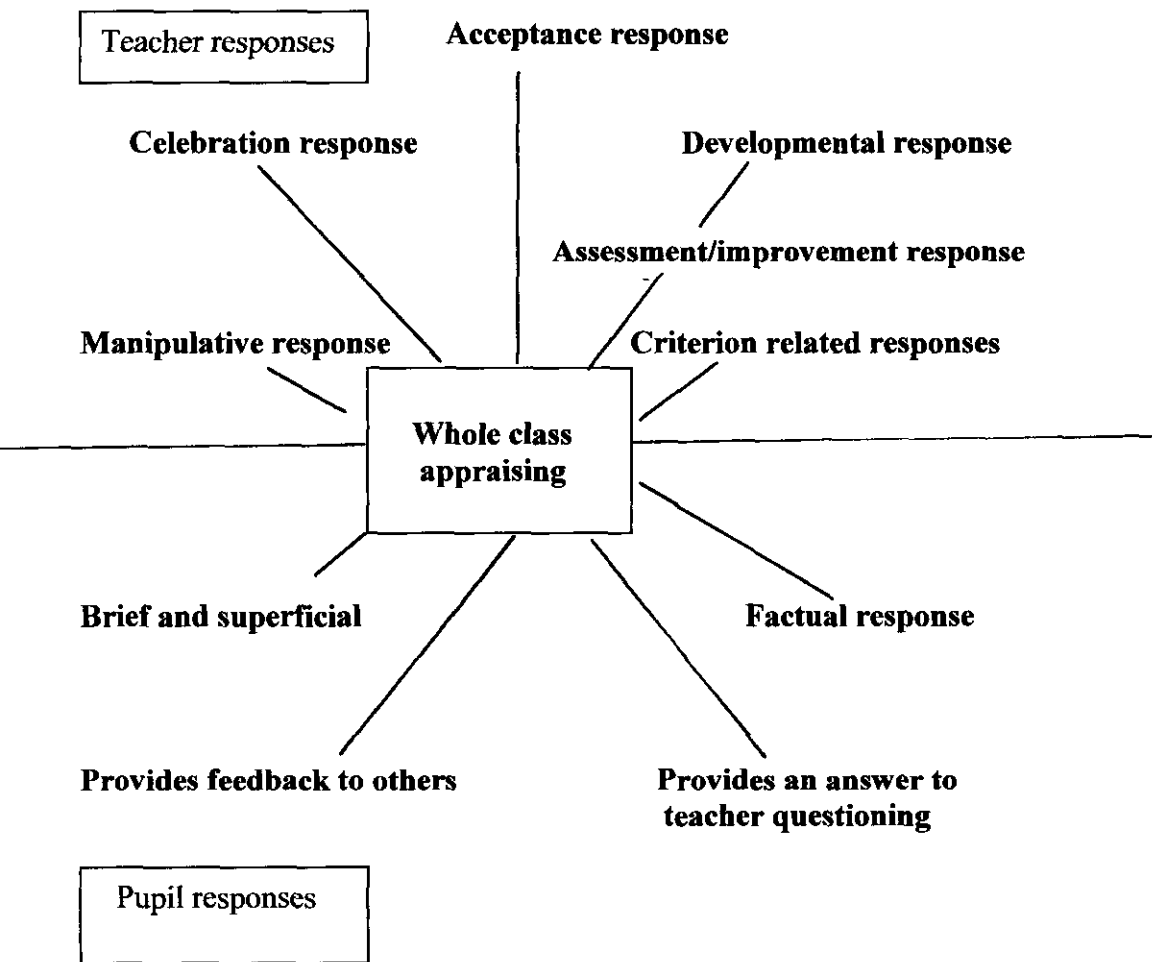 Teacher responses
Acceptance response
Celebration response
Developmental response
Assessment/improvement response
Manipulative response
Criterion related responses
Whole class
appraising
Brief and superficial
Factual response
Provides feedback to others
Provides an answer to
teacher questioning
Pupil responses